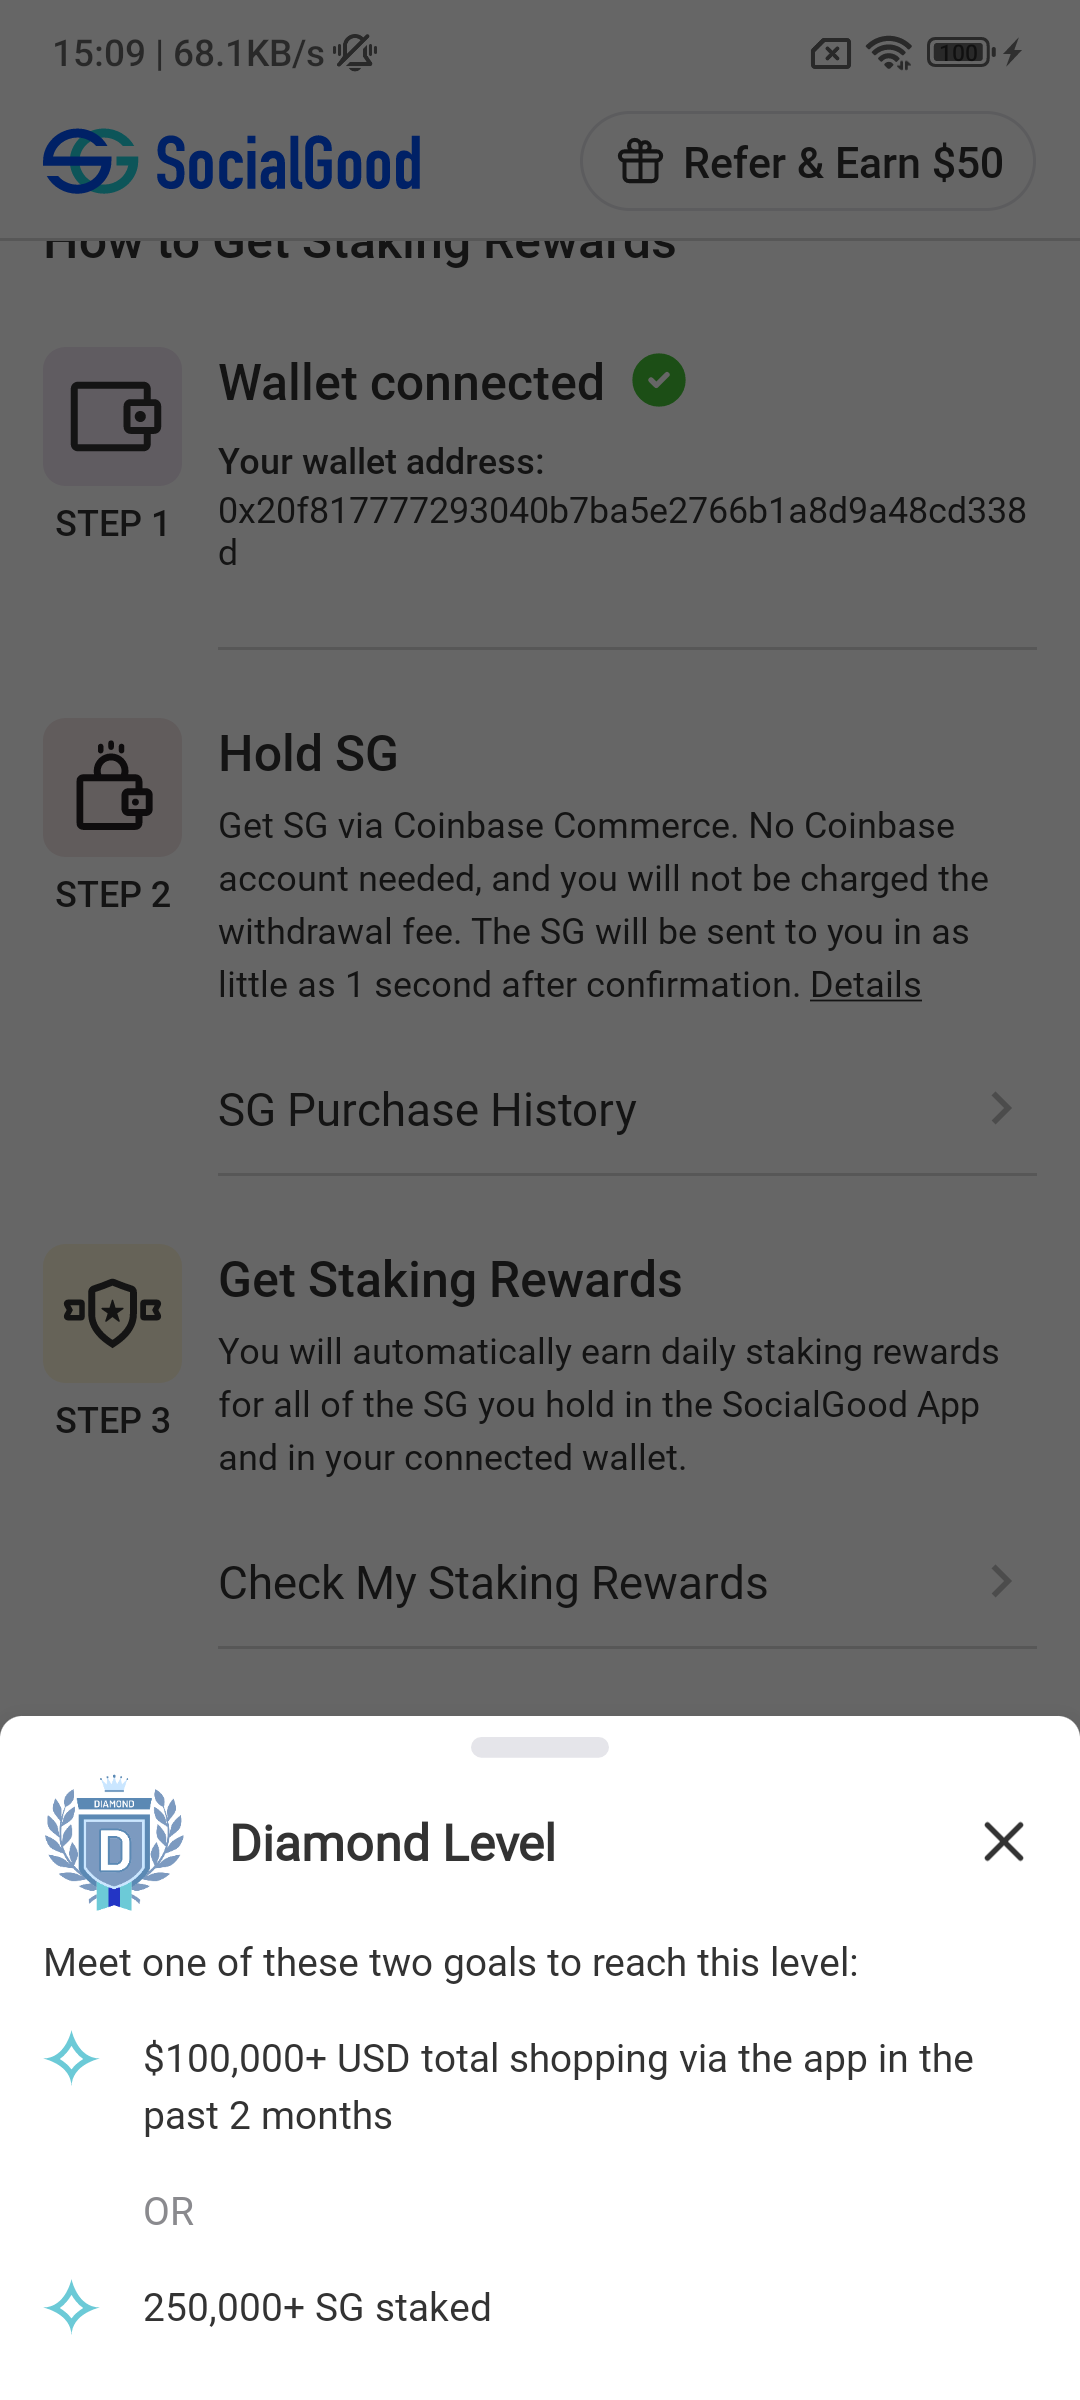 15:09 | 68.1KB/s
100
SocialGood
Refer & Earn $50
How to Get Staking Rewards
Wallet connected
Your wallet address:
0x20f817777293040b7ba5e2766b1a8d9a48cd338
d
STEP 1
Hold SG
Get SG via Coinbase Commerce. No Coinbase
account needed, and you will not be charged the
withdrawal fee. The SG will be sent to you in as
little as 1 second after confirmation. Details
STEP 2
SG Purchase History
Get Staking Rewards
You will automatically earn daily staking rewards
for all of the SG you hold in the SocialGood App
and in your connected wallet.
STEP 3
Check My Staking Rewards
DIAMOND
D
Diamond Level
Meet one of these two goals to reach this level:
$100,000+ USD total shopping via the app in the
past 2 months
OR
250,000+ SG staked